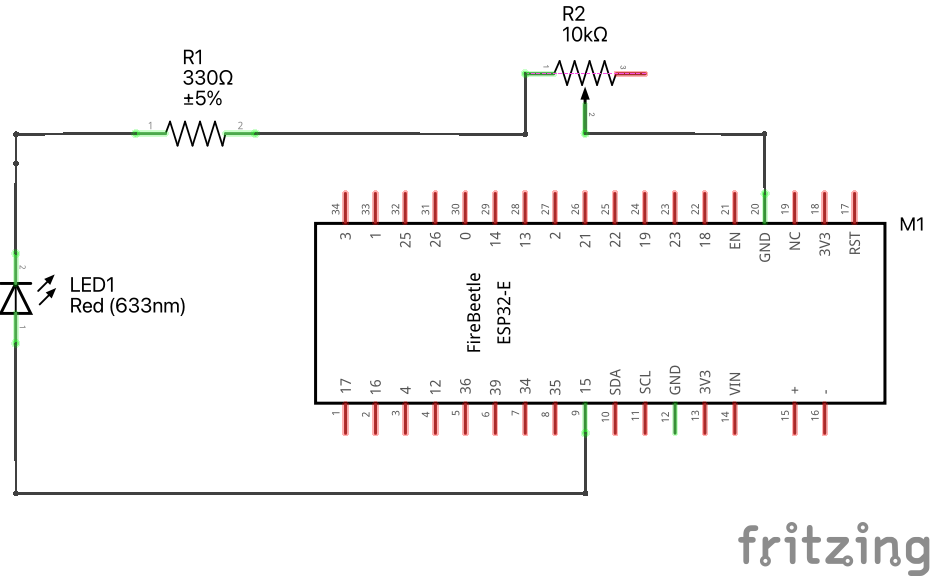 R2
10kΩ
1
3
2
R1
330Ω
±5%
1
2
34 33 32 31 30 29 28 27 26 25 24 23 22 21 20 19 18 17
3 1 25 26 0 14 13 2 21 22 19 23 18 EN GND NC 3V3 RST
M1
2
LED1
Red (633nm)
1
FireBeetle
ESP32-E
17 16 4 12 36 39 34 35 15 SDA SCL GND 3V3 VIN + -
1 2 3 4 5 6 7 8 9 10 11 12 13 14 15 16
fritzing